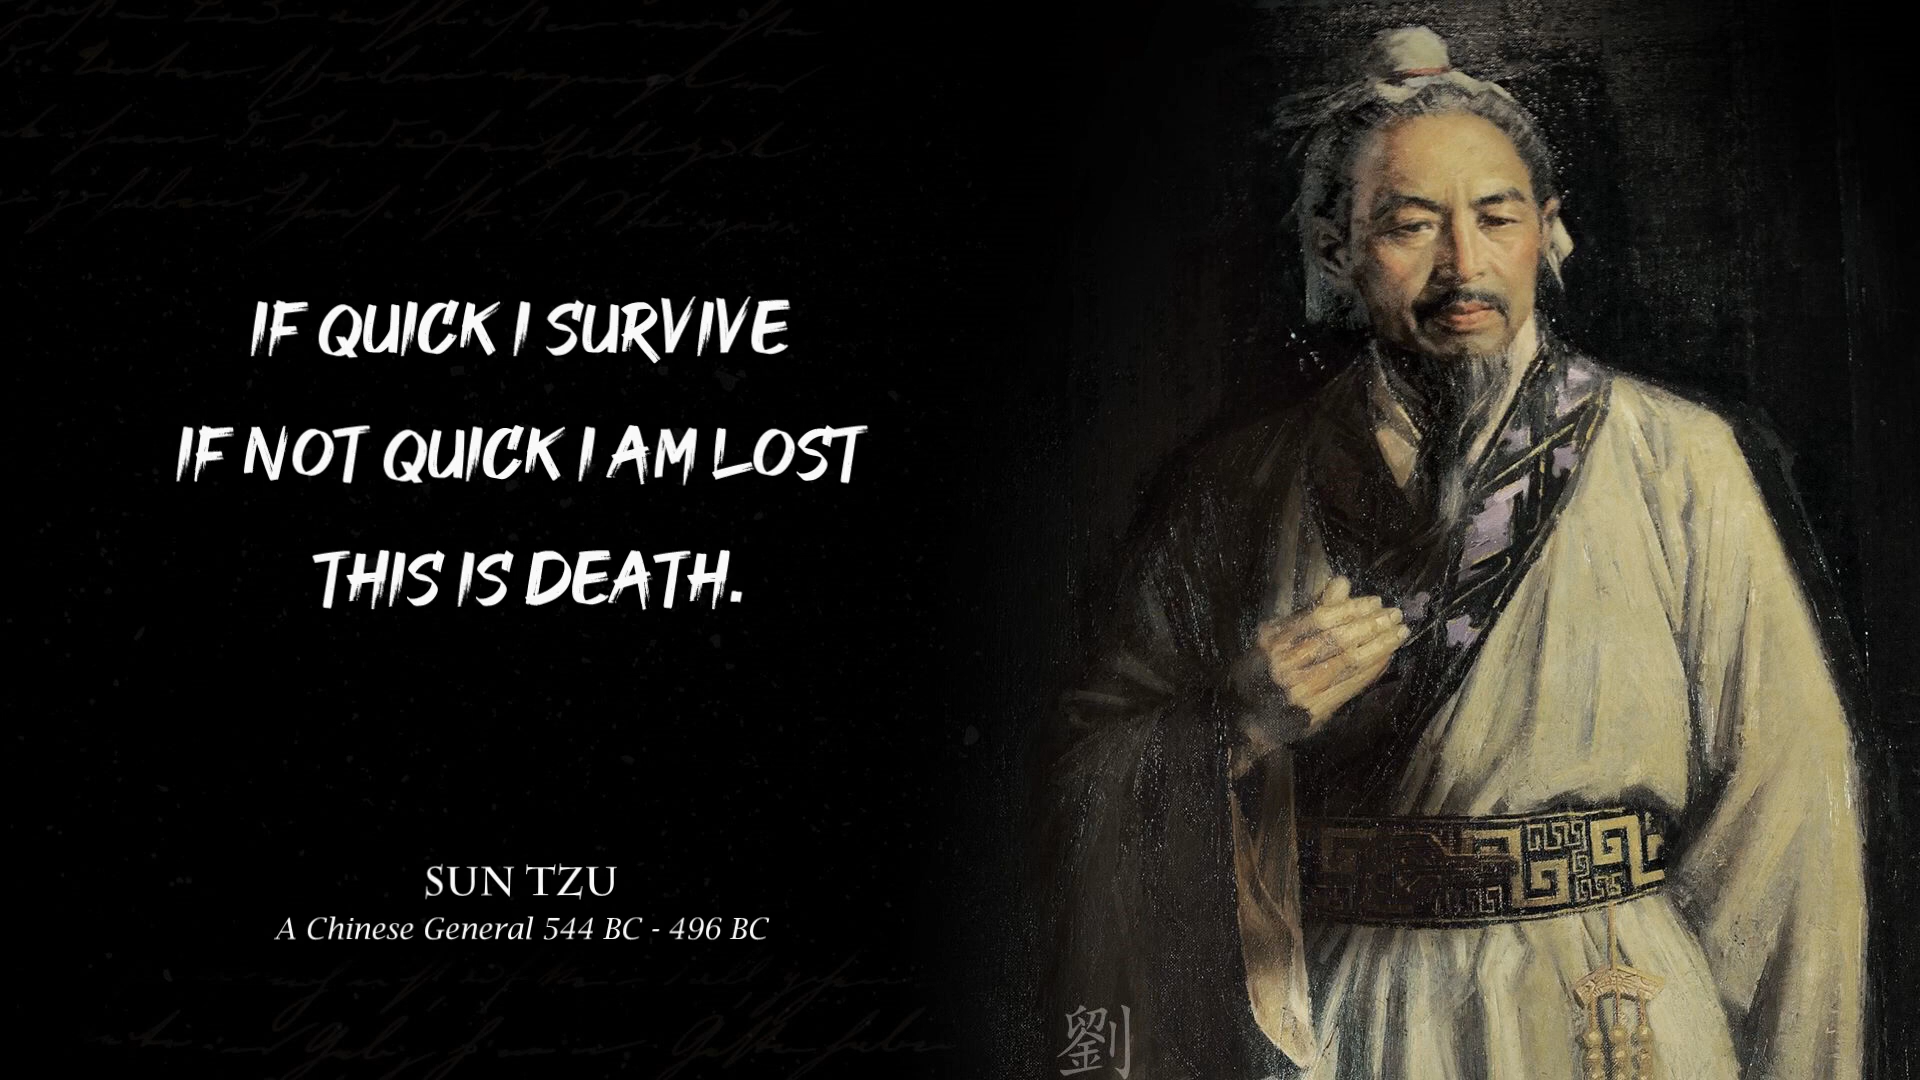 IF QUICK I SURVIVE
IF NOT QUICK I AM LOST
THIS IS DEATH.
SUN TZU
A Chinese General 544 BC - 496 BC
劉